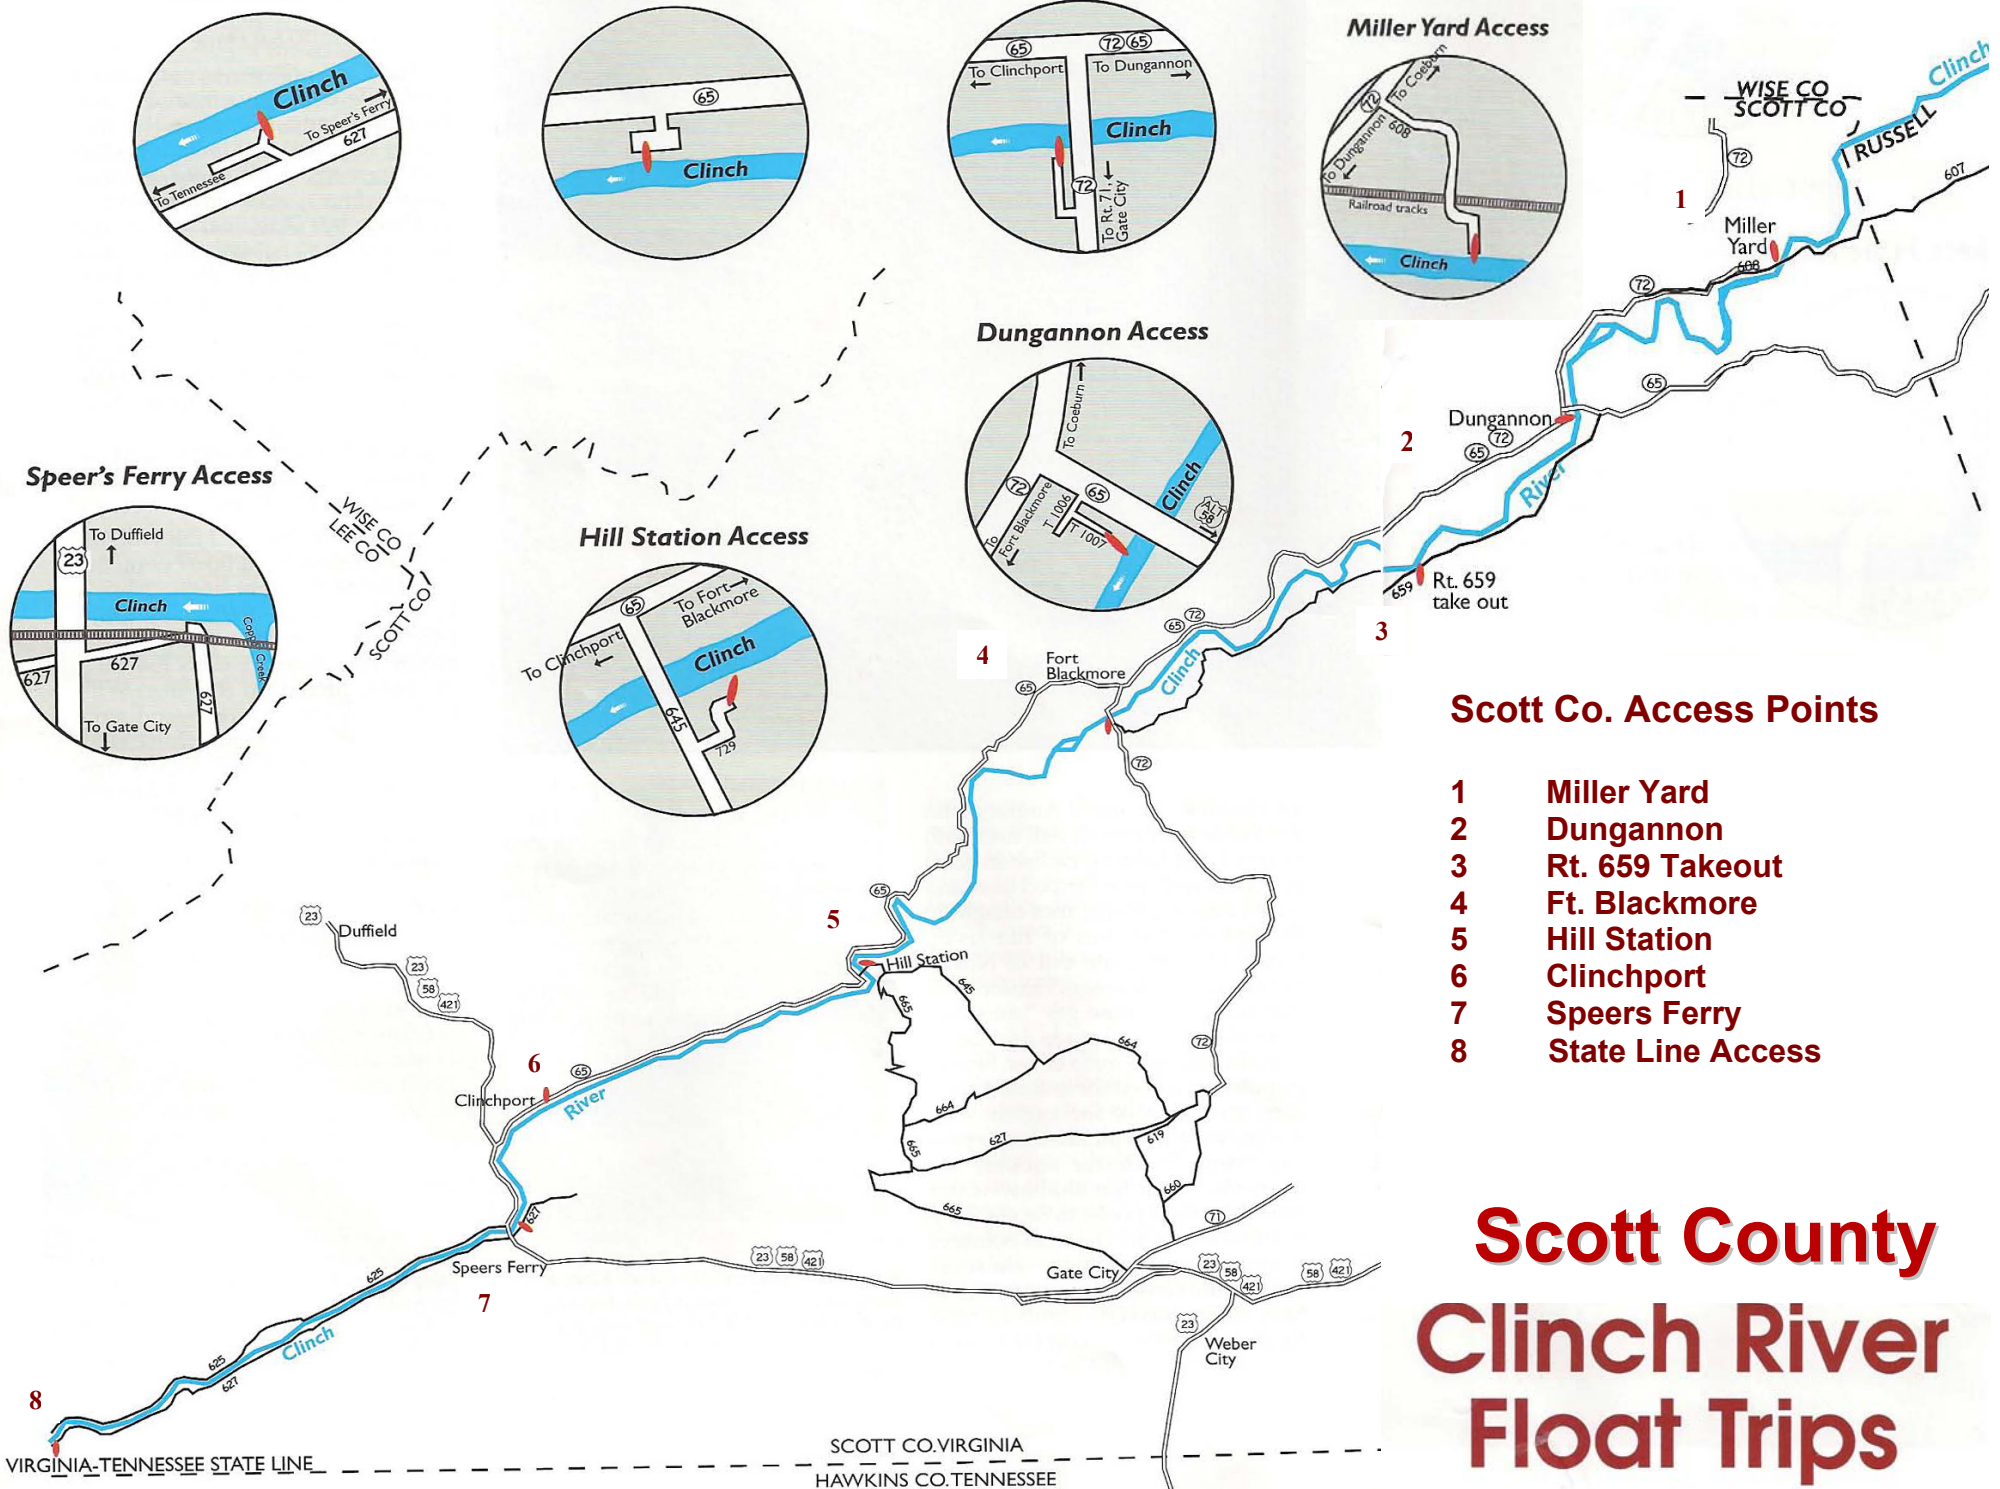 Clinch
To Speer's Ferry
627
To Tennessee
65
Clinch
65
72 65
To Clinchport
To Dungannon
Clinch
72
To Rt. 71,
Gate City
Miller Yard Access
To Coeburn
72
608
To Dungannon
Railroad tracks
Clinch
Clinch
WISE CO
SCOTT CO
RUSSELL
72
607
1
Miller
Yard
608
72
65
Dungannon
2
65 72
River
Rt. 659
take out
659
3
Dungannon Access
To Coeburn
72
65
Clinch
To
Fort Blackmore
T 1006
T 1007
ALT
58
Speer's Ferry Access
To Duffield
23
Clinch
Copper Creek
627
627
627
To Gate City
WISE CO
LEE CO
SCOTT CO
Hill Station Access
65
To Fort
Blackmore
To Clinchport
Clinch
645
729
4
Fort
Blackmore
65
65 72
Clinch
72
Scott Co. Access Points
1 Miller Yard
2 Dungannon
3 Rt. 659 Takeout
4 Ft. Blackmore
5 Hill Station
6 Clinchport
7 Speers Ferry
8 State Line Access
65
5
Hill Station
23
Duffield
23
58
421
645
665
664
72
6
65
Clinchport
River
664
627
665
619
660
665
71
627
Speers Ferry
7
23 58 421
Gate City
23
58
421
58 421
23
Weber
City
625
Clinch
625
627
8
VIRGINIA-TENNESSEE STATE LINE
SCOTT CO.VIRGINIA
HAWKINS CO.TENNESSEE
Scott County
Clinch River
Float Trips